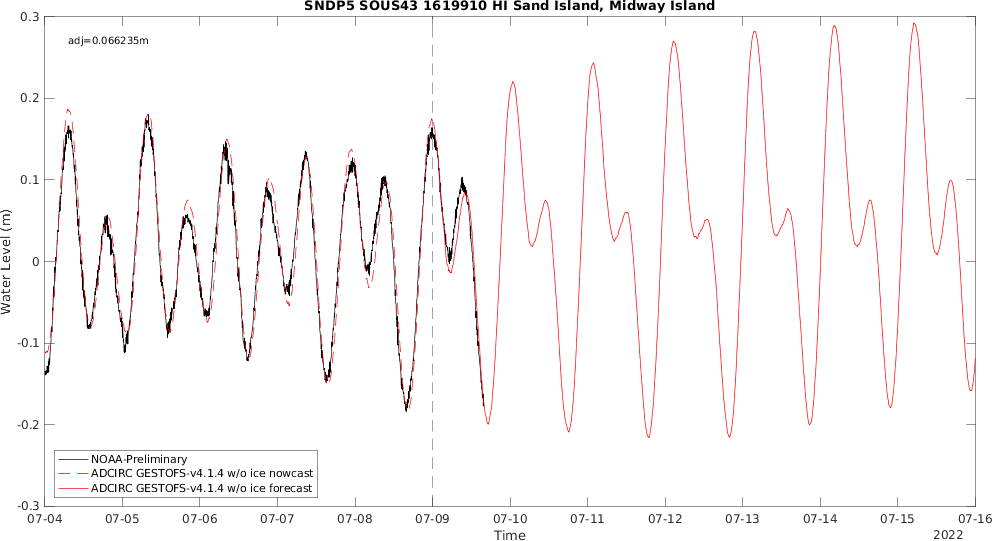 SNDP5 SOUS43 1619910 HI Sand Island, Midway Island
adj=0.066235m
Water Level (m)
0.3
0.2
0.1
0
-0.1
-0.2
-0.3
NOAA-Preliminary
ADCIRC GESTOFS-v4.1.4 w/o ice nowcast
ADCIRC GESTOFS-v4.1.4 w/o ice forecast
07-04 07-05 07-06 07-07 07-08 07-09 07-10 07-11 07-12 07-13 07-14 07-15 07-16
Time
2022